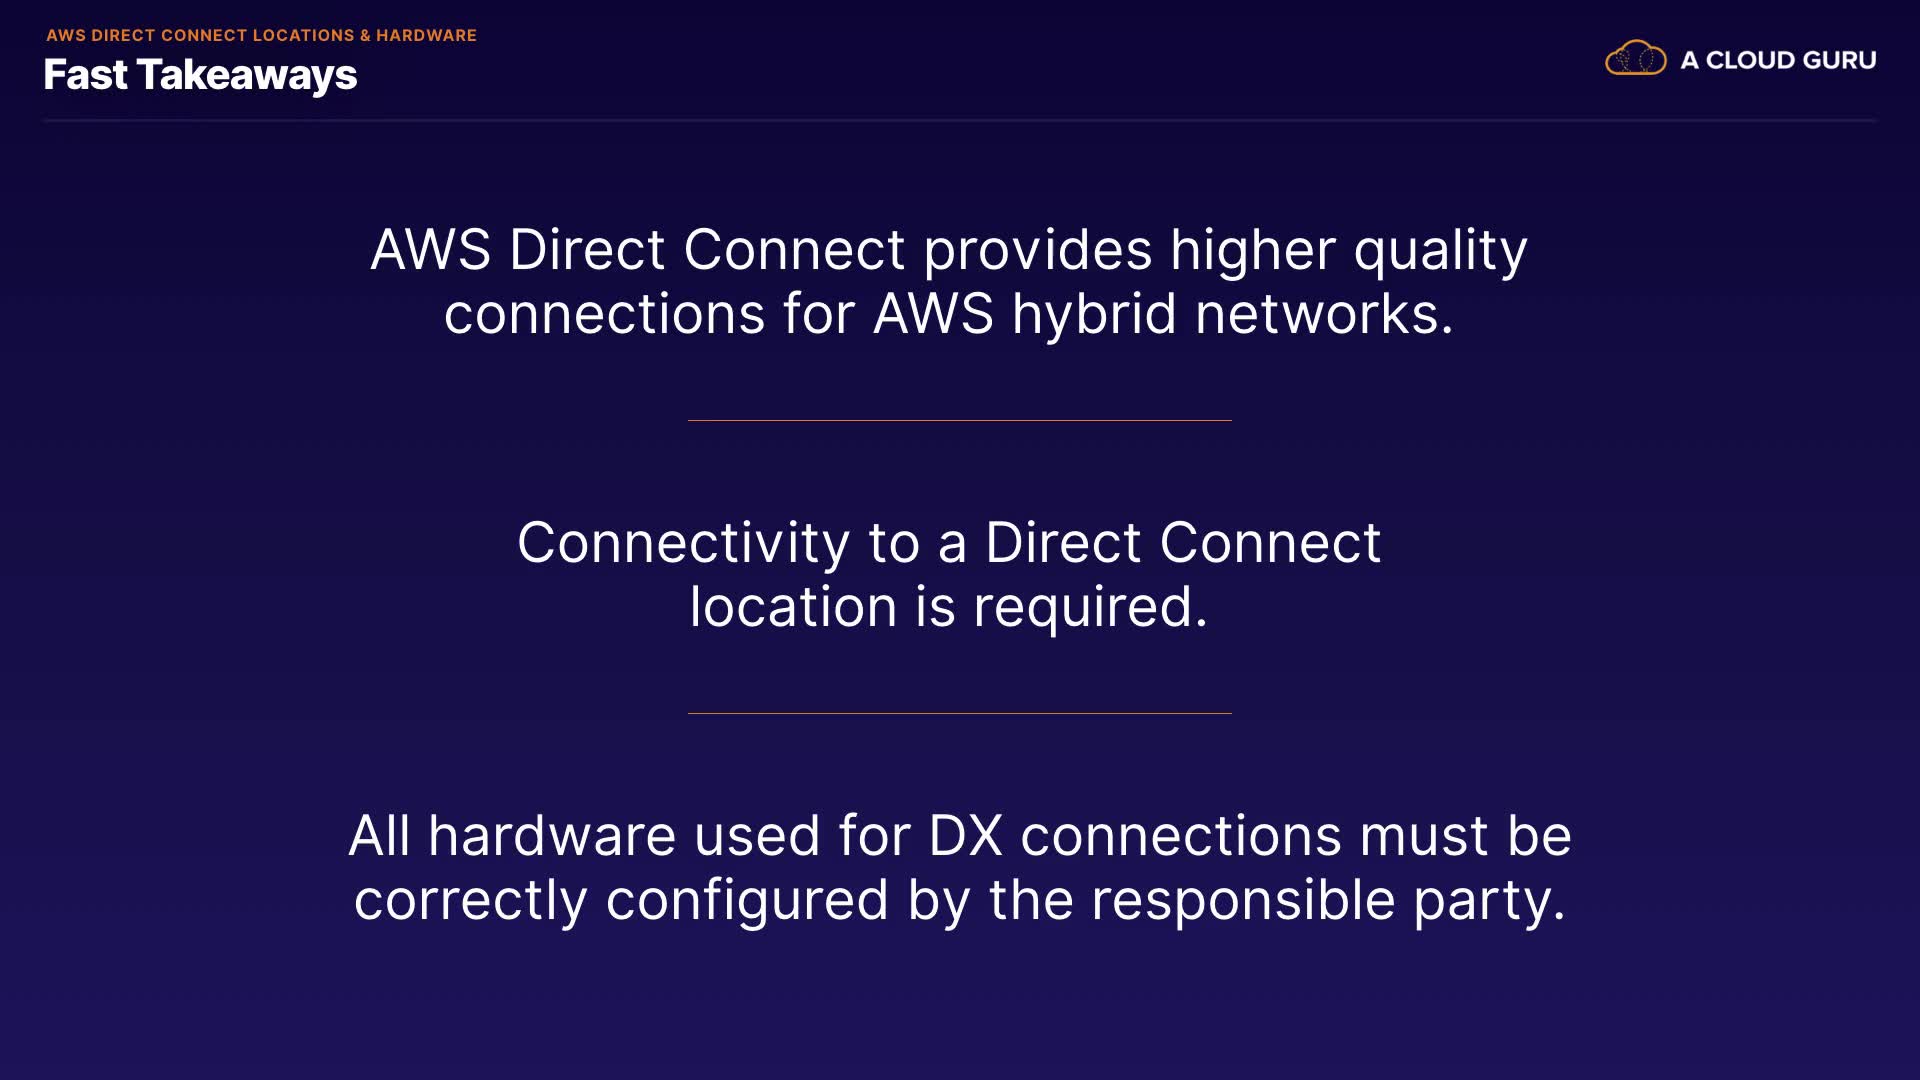 AWS DIRECT CONNECT LOCATIONS & HARDWARE
Fast Takeaways
A CLOUD GURU
AWS Direct Connect provides higher quality
connections for AWS hybrid networks.
Connectivity to a Direct Connect
location is required.
All hardware used for DX connections must be
correctly configured by the responsible party.